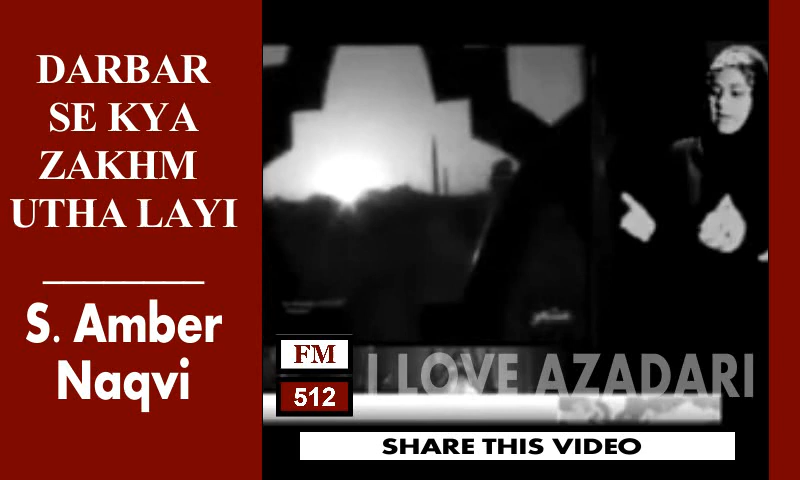 DARBAR
SE KYA
ZAKHM
UTHA LAYI
S. Amber
Naqvi
FM
512
I LOVE AZADARI
SHARE THIS VIDEO